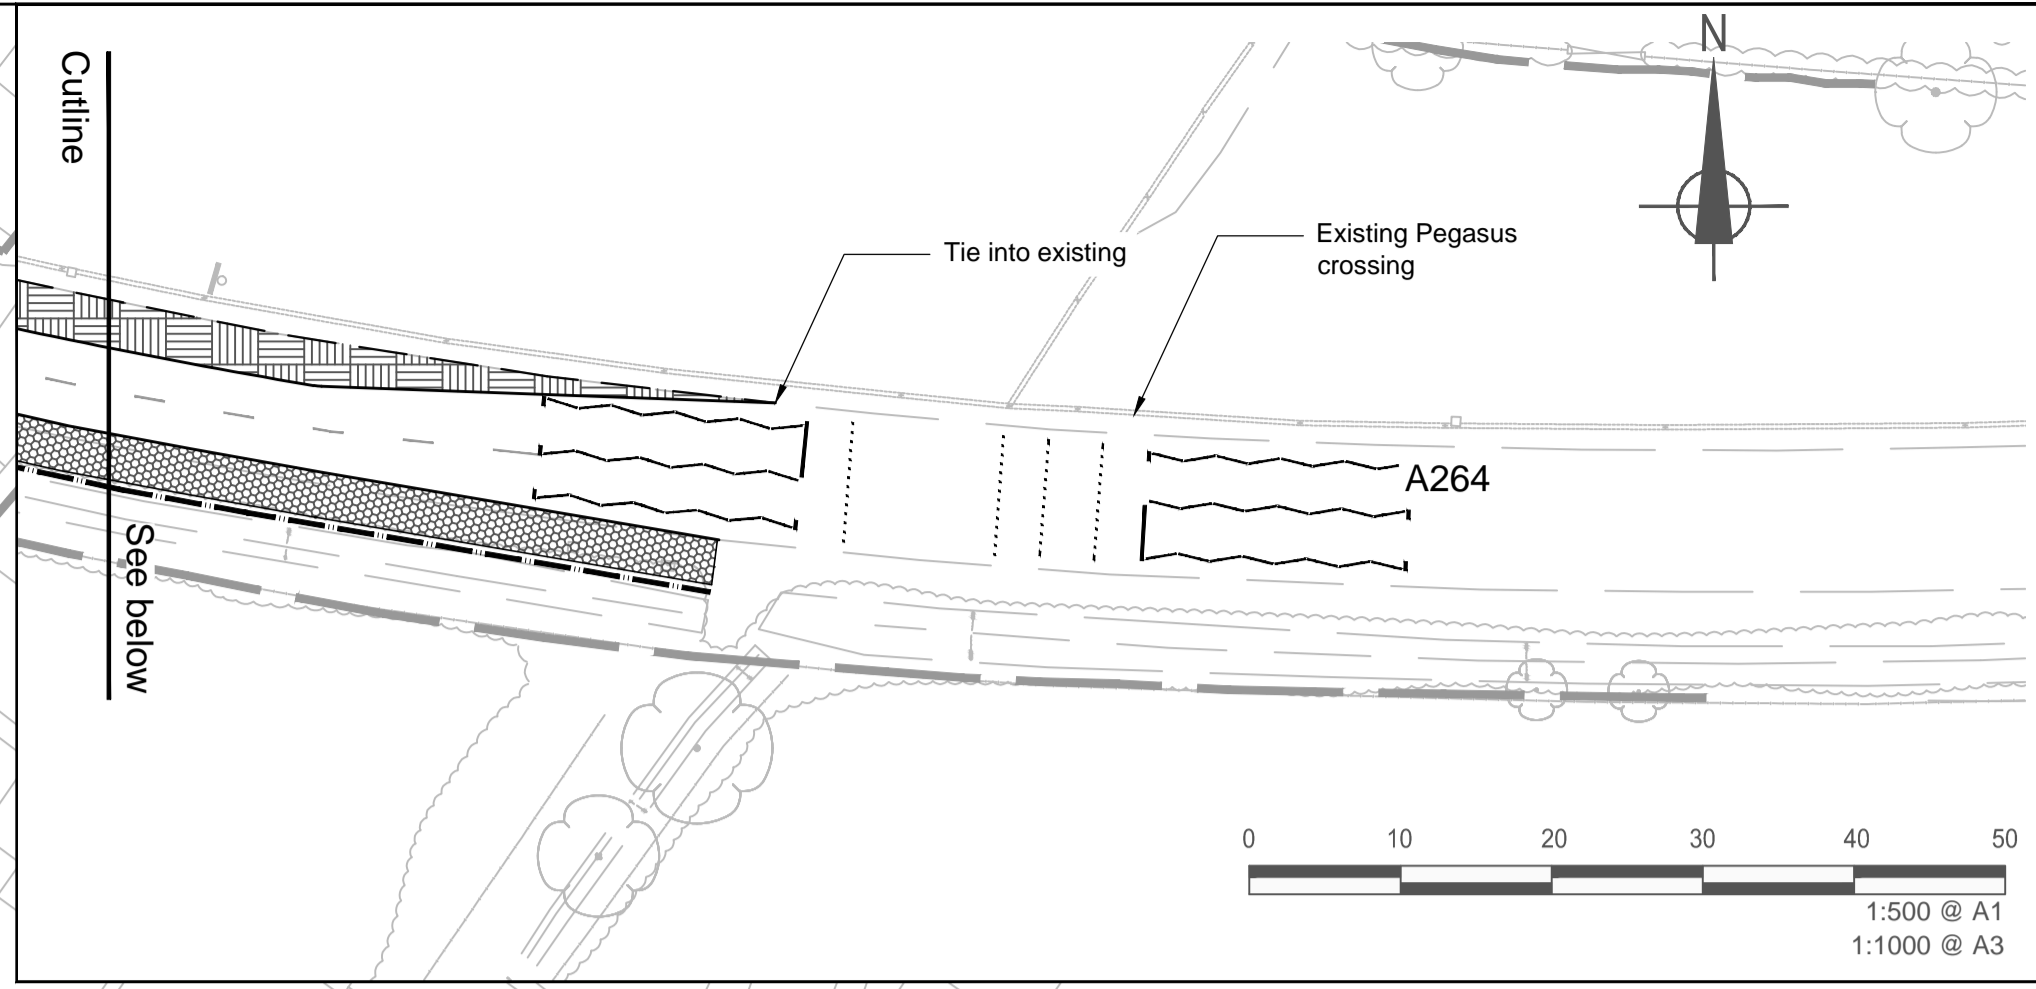 N
Cutline
Tie into existing
Existing Pegasus
crossing
A264
See below
0 10 20 30 40 50
1:500 @ A1
1:1000 @ A3